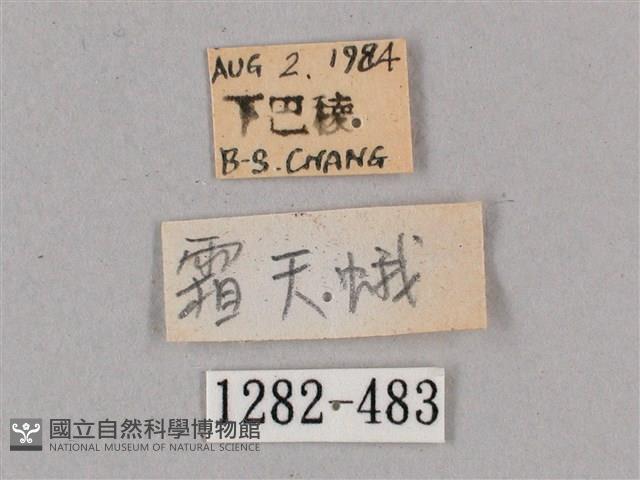 AUG 2. 1984
下巴稜
B-S. CHANG
霜天蛾
1282-483
國立自然科學博物館
NATIONAL MUSEUM OF NATURAL SCIENCE